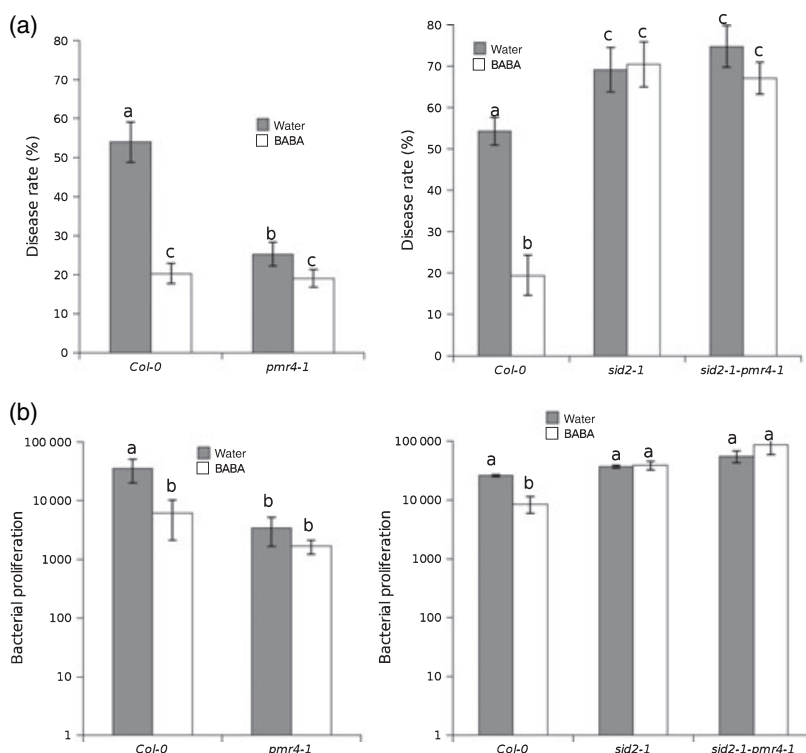 (a)
80
70
60
50
40
30
20
10
0
Disease rate (%)
a
c
b
c
Water
BABA
Col-0
pmr4-1
80
70
60
50
40
30
20
10
0
Disease rate (%)
Water
BABA
a
b
c
c
c
c
Col-0
sid2-1
sid2-1-pmr4-1
(b)
100 000
10 000
1000
100
10
1
Bacterial proliferation
a
b
b
b
Water
BABA
Col-0
pmr4-1
100 000
10 000
1000
100
10
1
Bacterial proliferation
Water
BABA
a
b
a
a
a
a
Col-0
sid2-1
sid2-1-pmr4-1